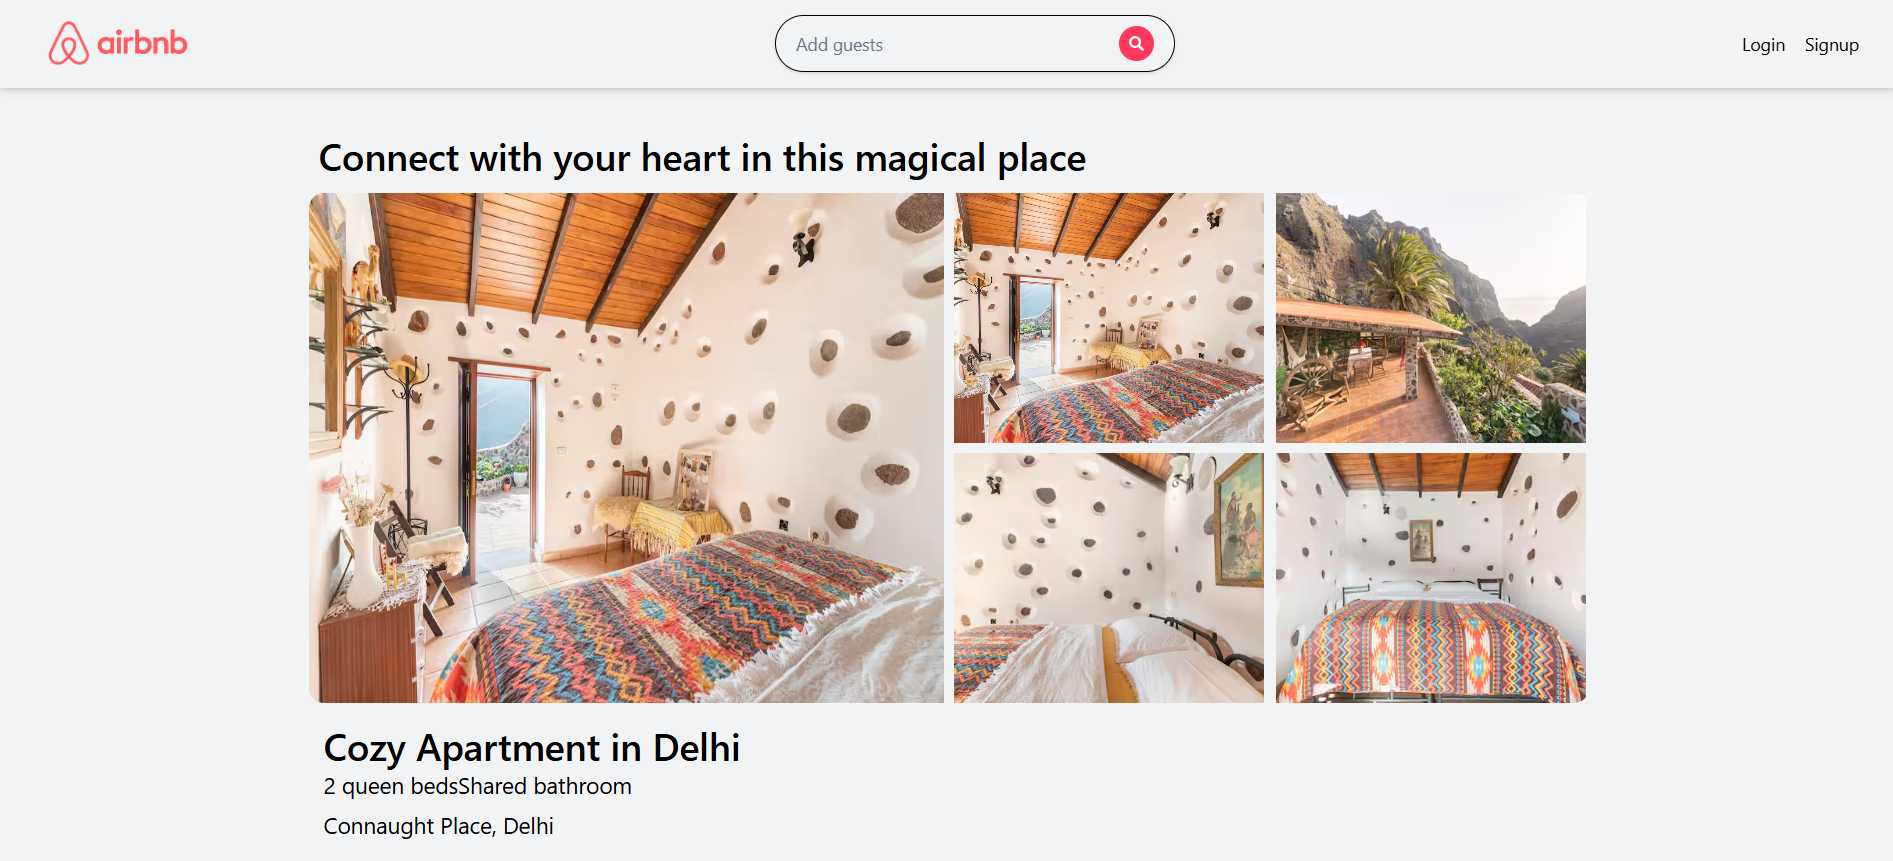 airbnb
Add guests
Login
Signup
Connect with your heart in this magical place
Cozy Apartment in Delhi
2 queen bedsShared bathroom
Connaught Place, Delhi